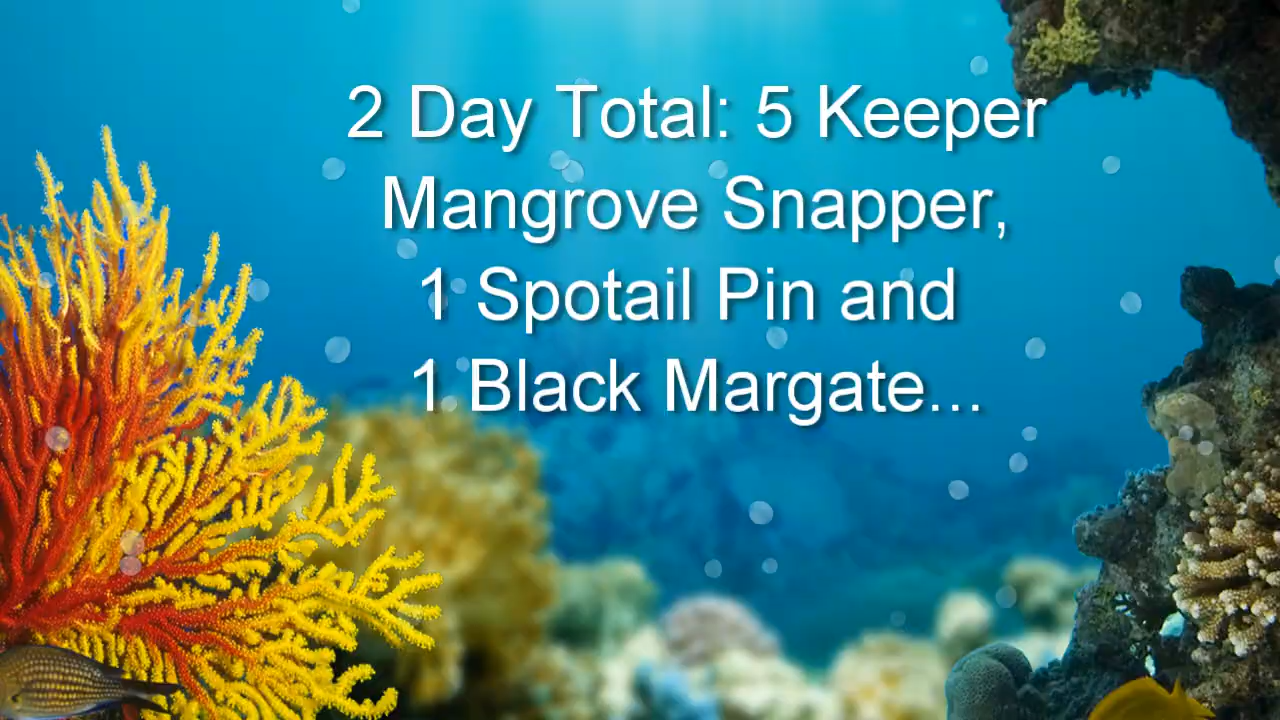 2 Day Total: 5 Keeper
Mangrove Snapper,
1 Spotail Pin and
1 Black Margate...